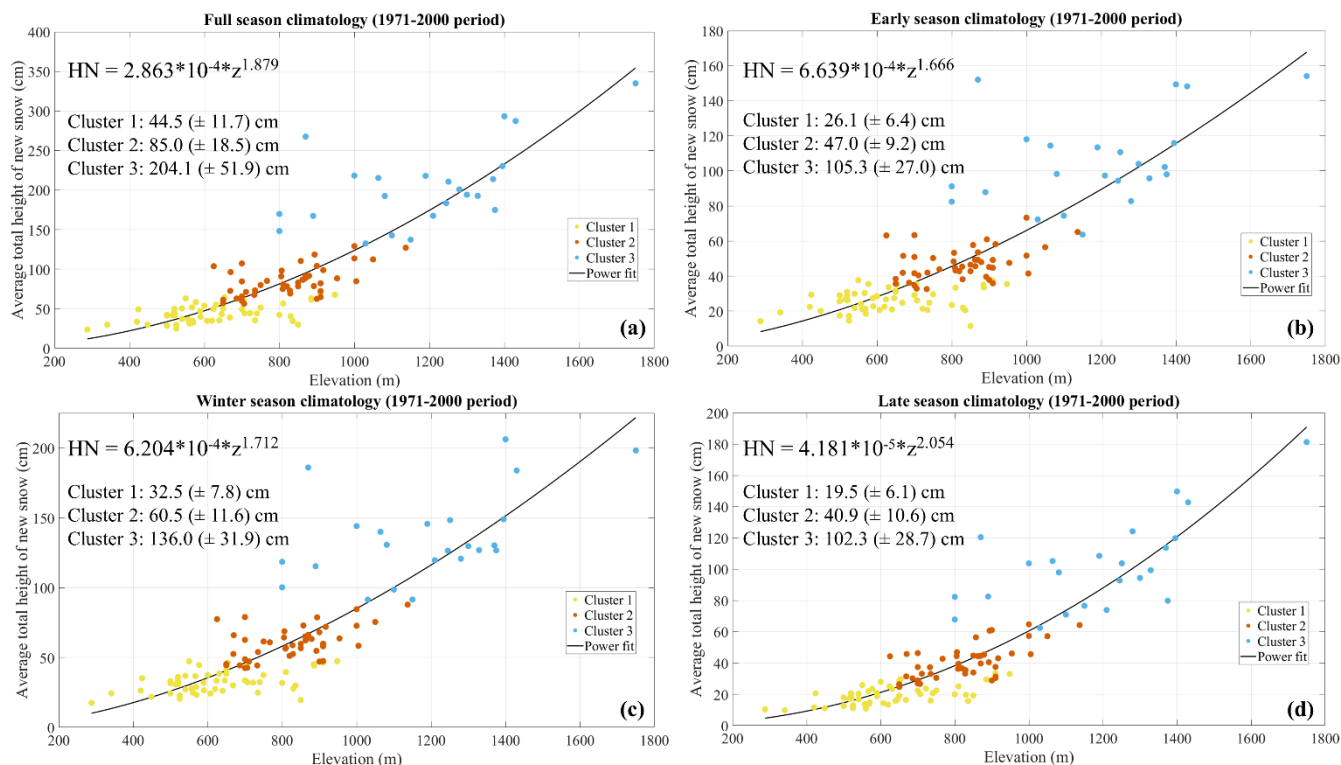 Full season climatology (1971-2000 period)
Average total height of new snow (cm)
400
350
300
250
200
150
100
50
0
HN = 2.863*10⁻⁴*z¹·⁸⁷⁹
Cluster 1: 44.5 (± 11.7) cm
Cluster 2: 85.0 (± 18.5) cm
Cluster 3: 204.1 (± 51.9) cm
Cluster 1
Cluster 2
Cluster 3
Power fit
(a)
200 400 600 800 1000 1200 1400 1600 1800
Elevation (m)
Early season climatology (1971-2000 period)
Average total height of new snow (cm)
180
160
140
120
100
80
60
40
20
0
HN = 6.639*10⁻⁴*z¹·⁶⁶⁶
Cluster 1: 26.1 (± 6.4) cm
Cluster 2: 47.0 (± 9.2) cm
Cluster 3: 105.3 (± 27.0) cm
Cluster 1
Cluster 2
Cluster 3
Power fit
(b)
200 400 600 800 1000 1200 1400 1600 1800
Elevation (m)
Winter season climatology (1971-2000 period)
Average total height of new snow (cm)
200
150
100
50
0
HN = 6.204*10⁻⁴*z¹·⁷¹²
Cluster 1: 32.5 (± 7.8) cm
Cluster 2: 60.5 (± 11.6) cm
Cluster 3: 136.0 (± 31.9) cm
Cluster 1
Cluster 2
Cluster 3
Power fit
(c)
200 400 600 800 1000 1200 1400 1600 1800
Elevation (m)
Late season climatology (1971-2000 period)
Average total height of new snow (cm)
200
180
160
140
120
100
80
60
40
20
0
HN = 4.181*10⁻⁵*z²·⁰⁵⁴
Cluster 1: 19.5 (± 6.1) cm
Cluster 2: 40.9 (± 10.6) cm
Cluster 3: 102.3 (± 28.7) cm
Cluster 1
Cluster 2
Cluster 3
Power fit
(d)
200 400 600 800 1000 1200 1400 1600 1800
Elevation (m)